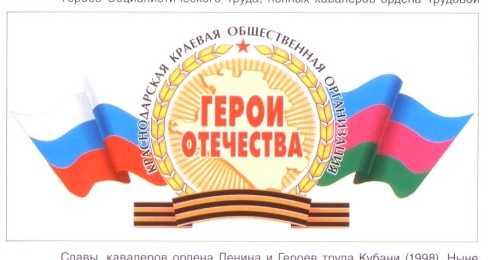 Героев Социалистического Труда, полных кавалеров ордена Трудовой
КРАСНОДАРСКАЯ КРАЕВАЯ ОБЩЕСТВЕННАЯ ОРГАНИЗАЦИЯ
ГЕРОИ
ОТЕЧЕСТВА
Славы, кавалеров ордена Ленина и Героев труда Кубани (1998). Ныне